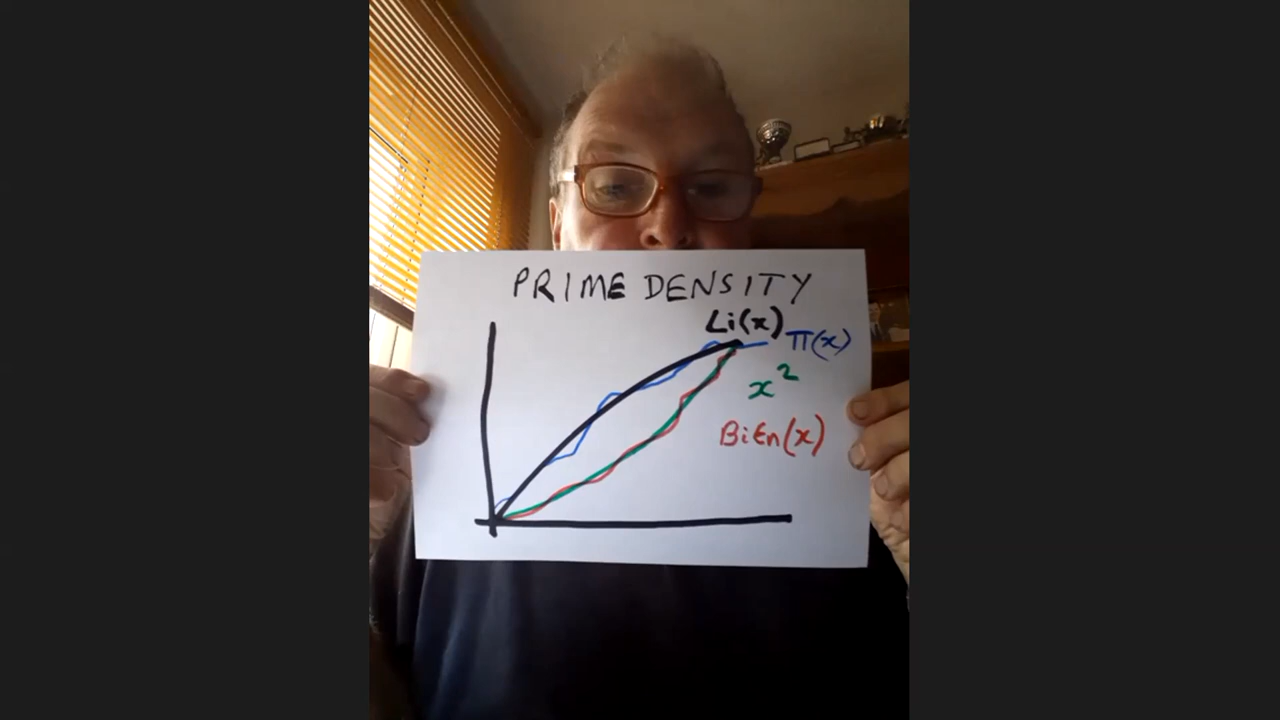 PRIME DENSITY
Li(x)
π(x)
x²
BiEn(x)